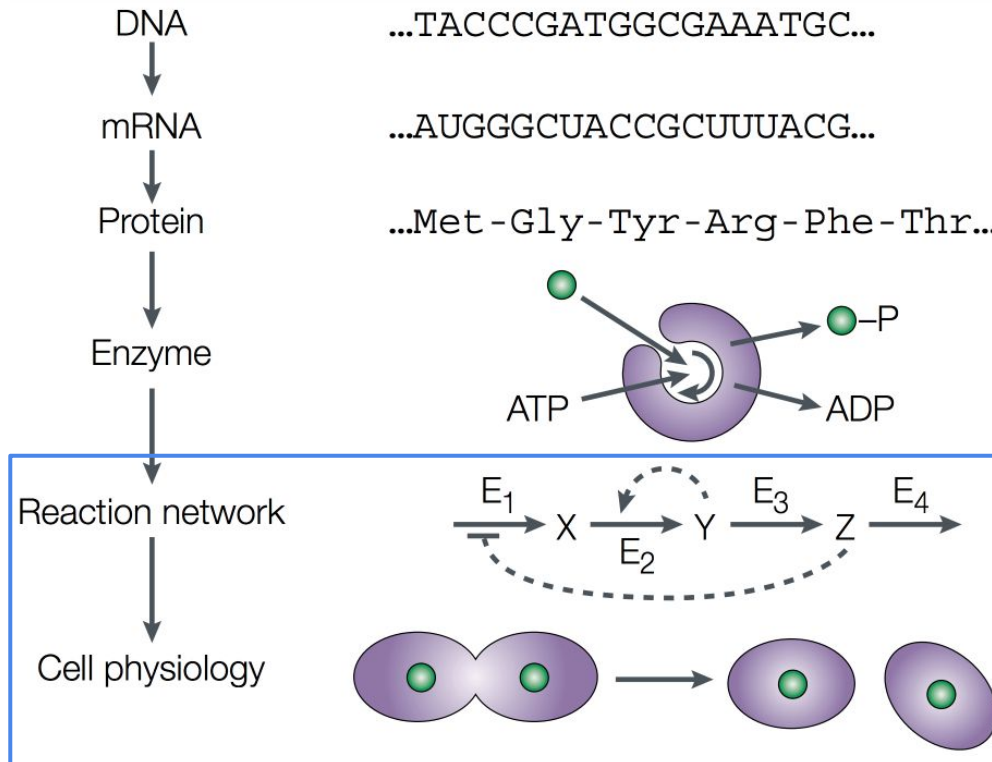 DNA ...TACCCGATGGCGAAATGC...
mRNA ...AUGGGCUACCGCUUUACG...
Protein ...Met-Gly-Tyr-Arg-Phe-Thr...
Enzyme
–P
ATP
ADP
Reaction network
E1 X E2 Y E3 Z E4
Cell physiology